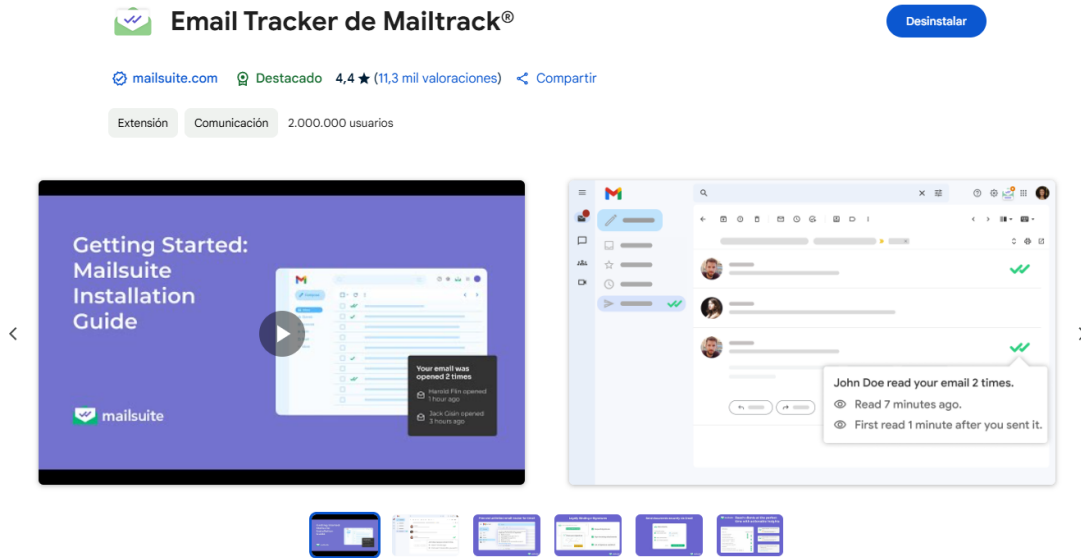 Email Tracker de Mailtrack®
Desinstalar
mailsuite.com
Destacado
4,4 ★ (11,3 mil valoraciones)
Compartir
Extensión
Comunicación
2.000.000 usuarios
Getting Started:
Mailsuite
Installation
Guide
mailsuite
Your email was
opened 2 times
Harold Flin opened
1 hour ago
Jack Gisin opened
3 hours ago
John Doe read your email 2 times.
Read 7 minutes ago.
First read 1 minute after you sent it.